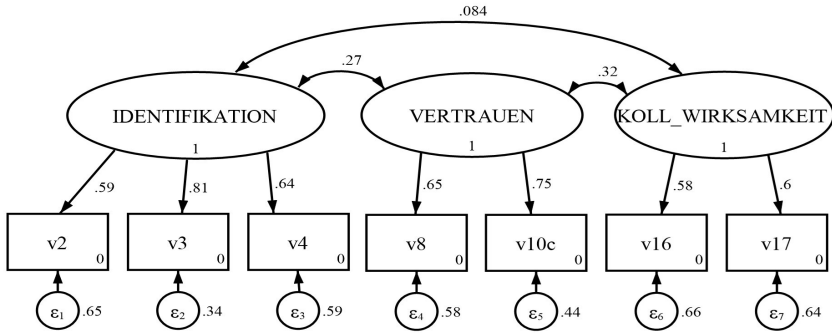 .084
.27
.32
IDENTIFIKATION
1
VERTRAUEN
1
KOLL_WIRKSAMKEIT
1
.59
.81
.64
.65
.75
.58
.6
v2
0
v3
0
v4
0
v8
0
v10c
0
v16
0
v17
0
ε1 .65
ε2 .34
ε3 .59
ε4 .58
ε5 .44
ε6 .66
ε7 .64